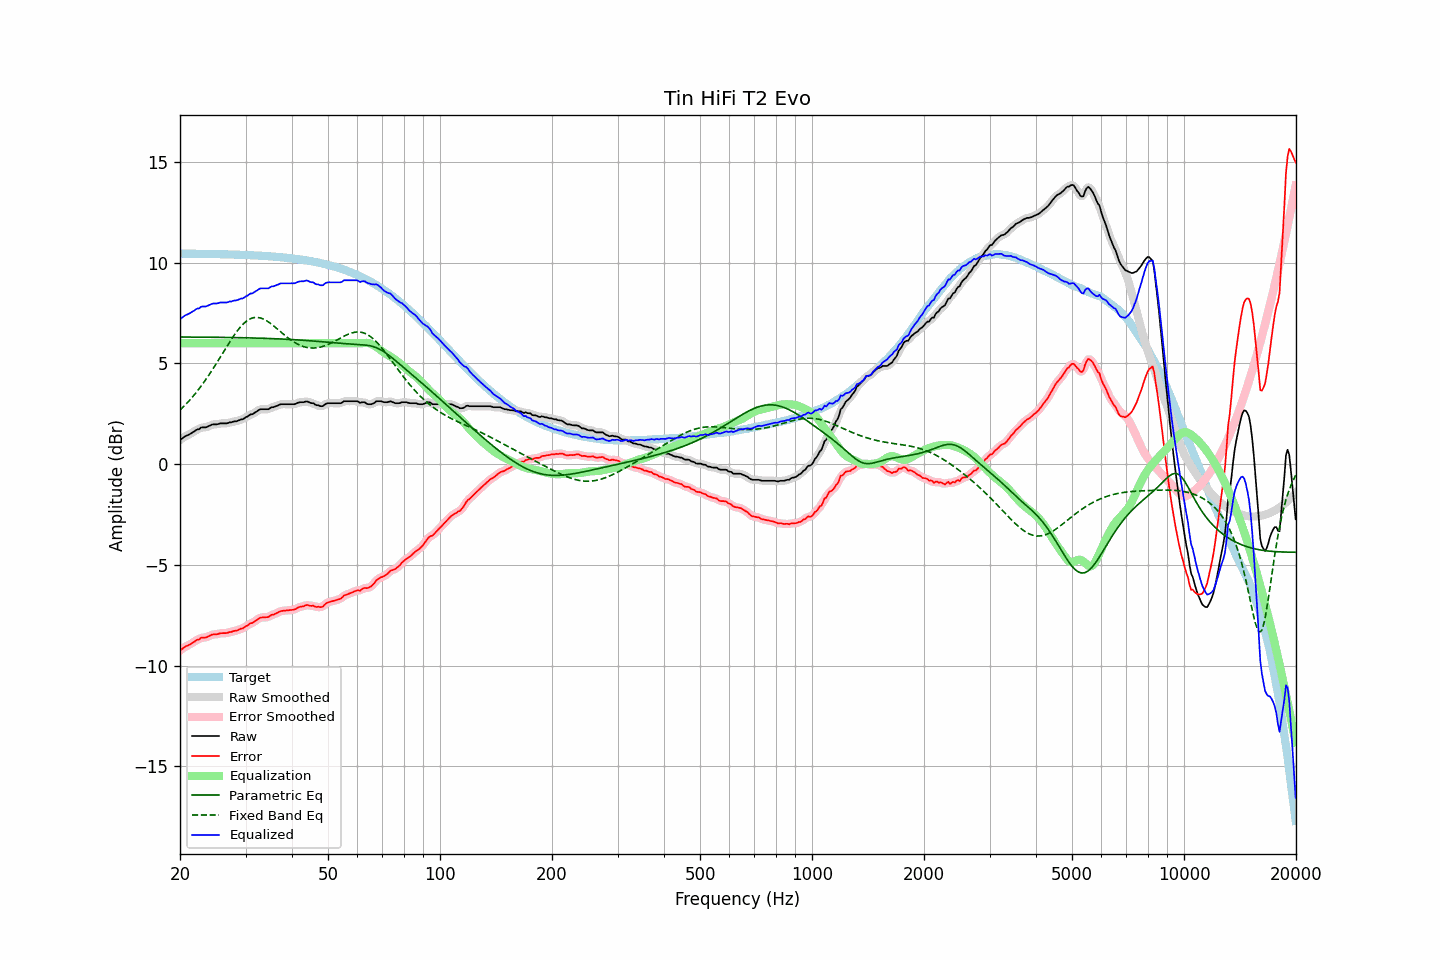 Tin HiFi T2 Evo
Amplitude (dBr)
15
10
5
0
−5
−10
−15
Target
Raw Smoothed
Error Smoothed
Raw
Error
Equalization
Parametric Eq
Fixed Band Eq
Equalized
20 50 100 200 500 1000 2000 5000 10000 20000
Frequency (Hz)